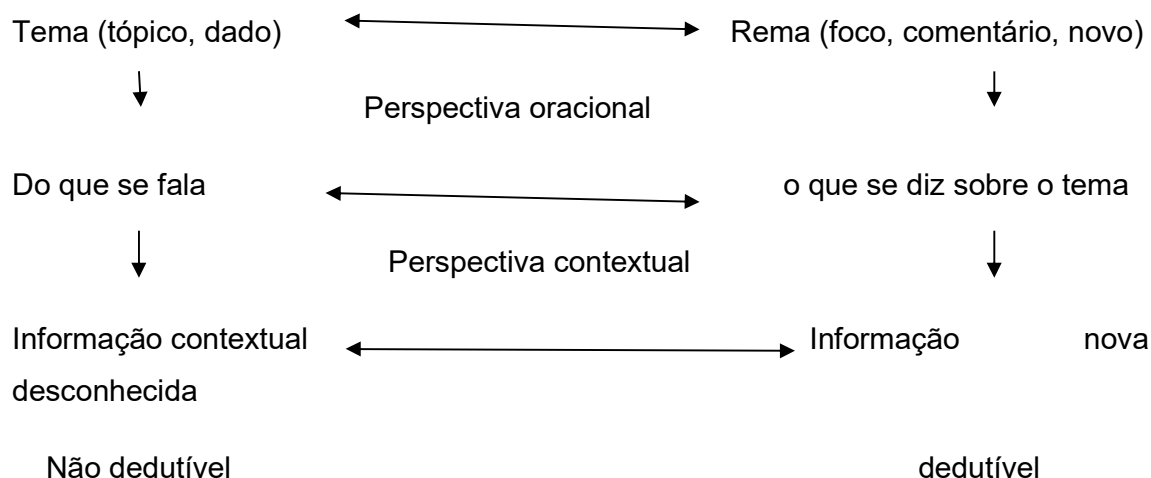 Tema (tópico, dado) Rema (foco, comentário, novo)
Perspectiva oracional
Do que se fala o que se diz sobre o tema
Perspectiva contextual
Informação contextual Informação nova
desconhecida
Não dedutível dedutível